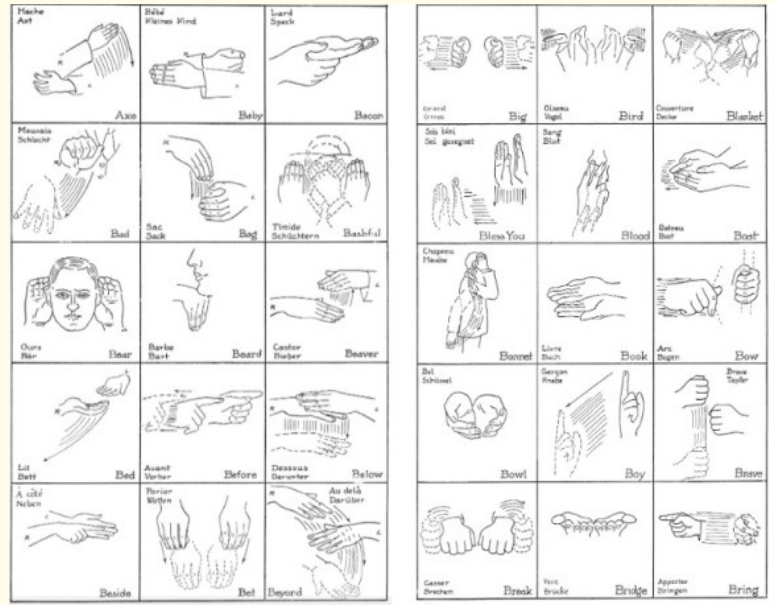 Hache
Axt
Axe
Bébé
Kleines Kind
Baby
Lard
Speck
Bacon
Mauvais
Schlecht
Bad
Sac
Sack
Bag
Timide
Schüchtern
Bashful
Ours
Bär
Bear
Barbe
Bart
Beard
Castor
Bieber
Beaver
Lit
Bett
Bed
Avant
Vorher
Before
Dessous
Darunter
Below
À côté
Neben
Beside
Parier
Wetten
Bet
Au delà
Darüber
Beyond
Grand
Gross
Big
Oiseau
Vogel
Bird
Couverture
Decke
Blanket
Sois béni
Sei gesegnet
Bless You
Sang
Blut
Blood
Bateau
Boot
Boat
Chapeau
Haube
Bonnet
Livre
Buch
Book
Arc
Bogen
Bow
Bol
Schüssel
Bowl
Garçon
Knabe
Boy
Brave
Tapfer
Brave
Casser
Brechen
Break
Pont
Brücke
Bridge
Apporter
Bringen
Bring